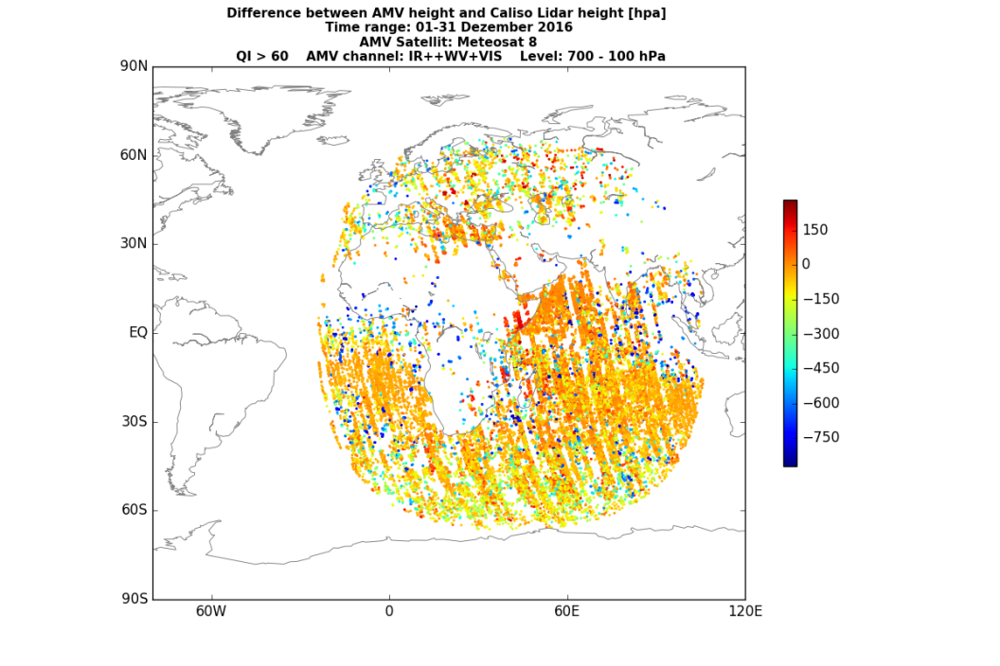 Difference between AMV height and Caliso Lidar height [hpa]
Time range: 01-31 Dezember 2016
AMV Satellit: Meteosat 8
QI > 60    AMV channel: IR++WV+VIS    Level: 700 - 100 hPa
90N
60N
30N
EQ
30S
60S
90S
60W
0
60E
120E
150
0
−150
−300
−450
−600
−750